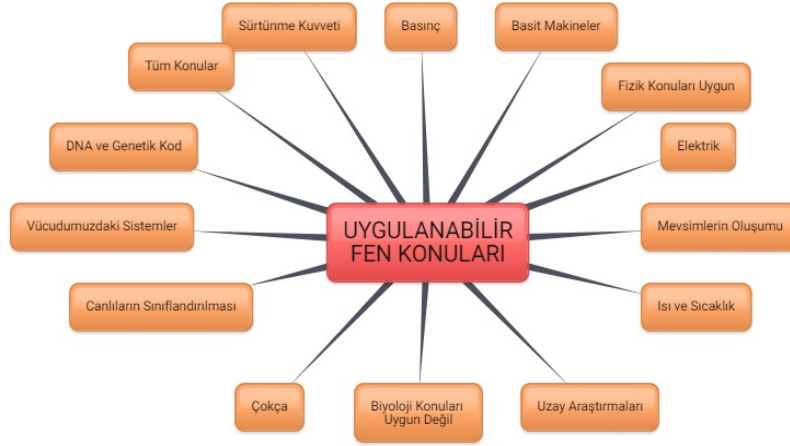 Sürtünme Kuvveti
Basınç
Basit Makineler
Tüm Konular
Fizik Konuları Uygun
DNA ve Genetik Kod
Elektrik
Vücudumuzdaki Sistemler
UYGULANABİLİR
FEN KONULARI
Mevsimlerin Oluşumu
Canlıların Sınıflandırılması
Isı ve Sıcaklık
Çokça
Biyoloji Konuları
Uygun Değil
Uzay Araştırmaları